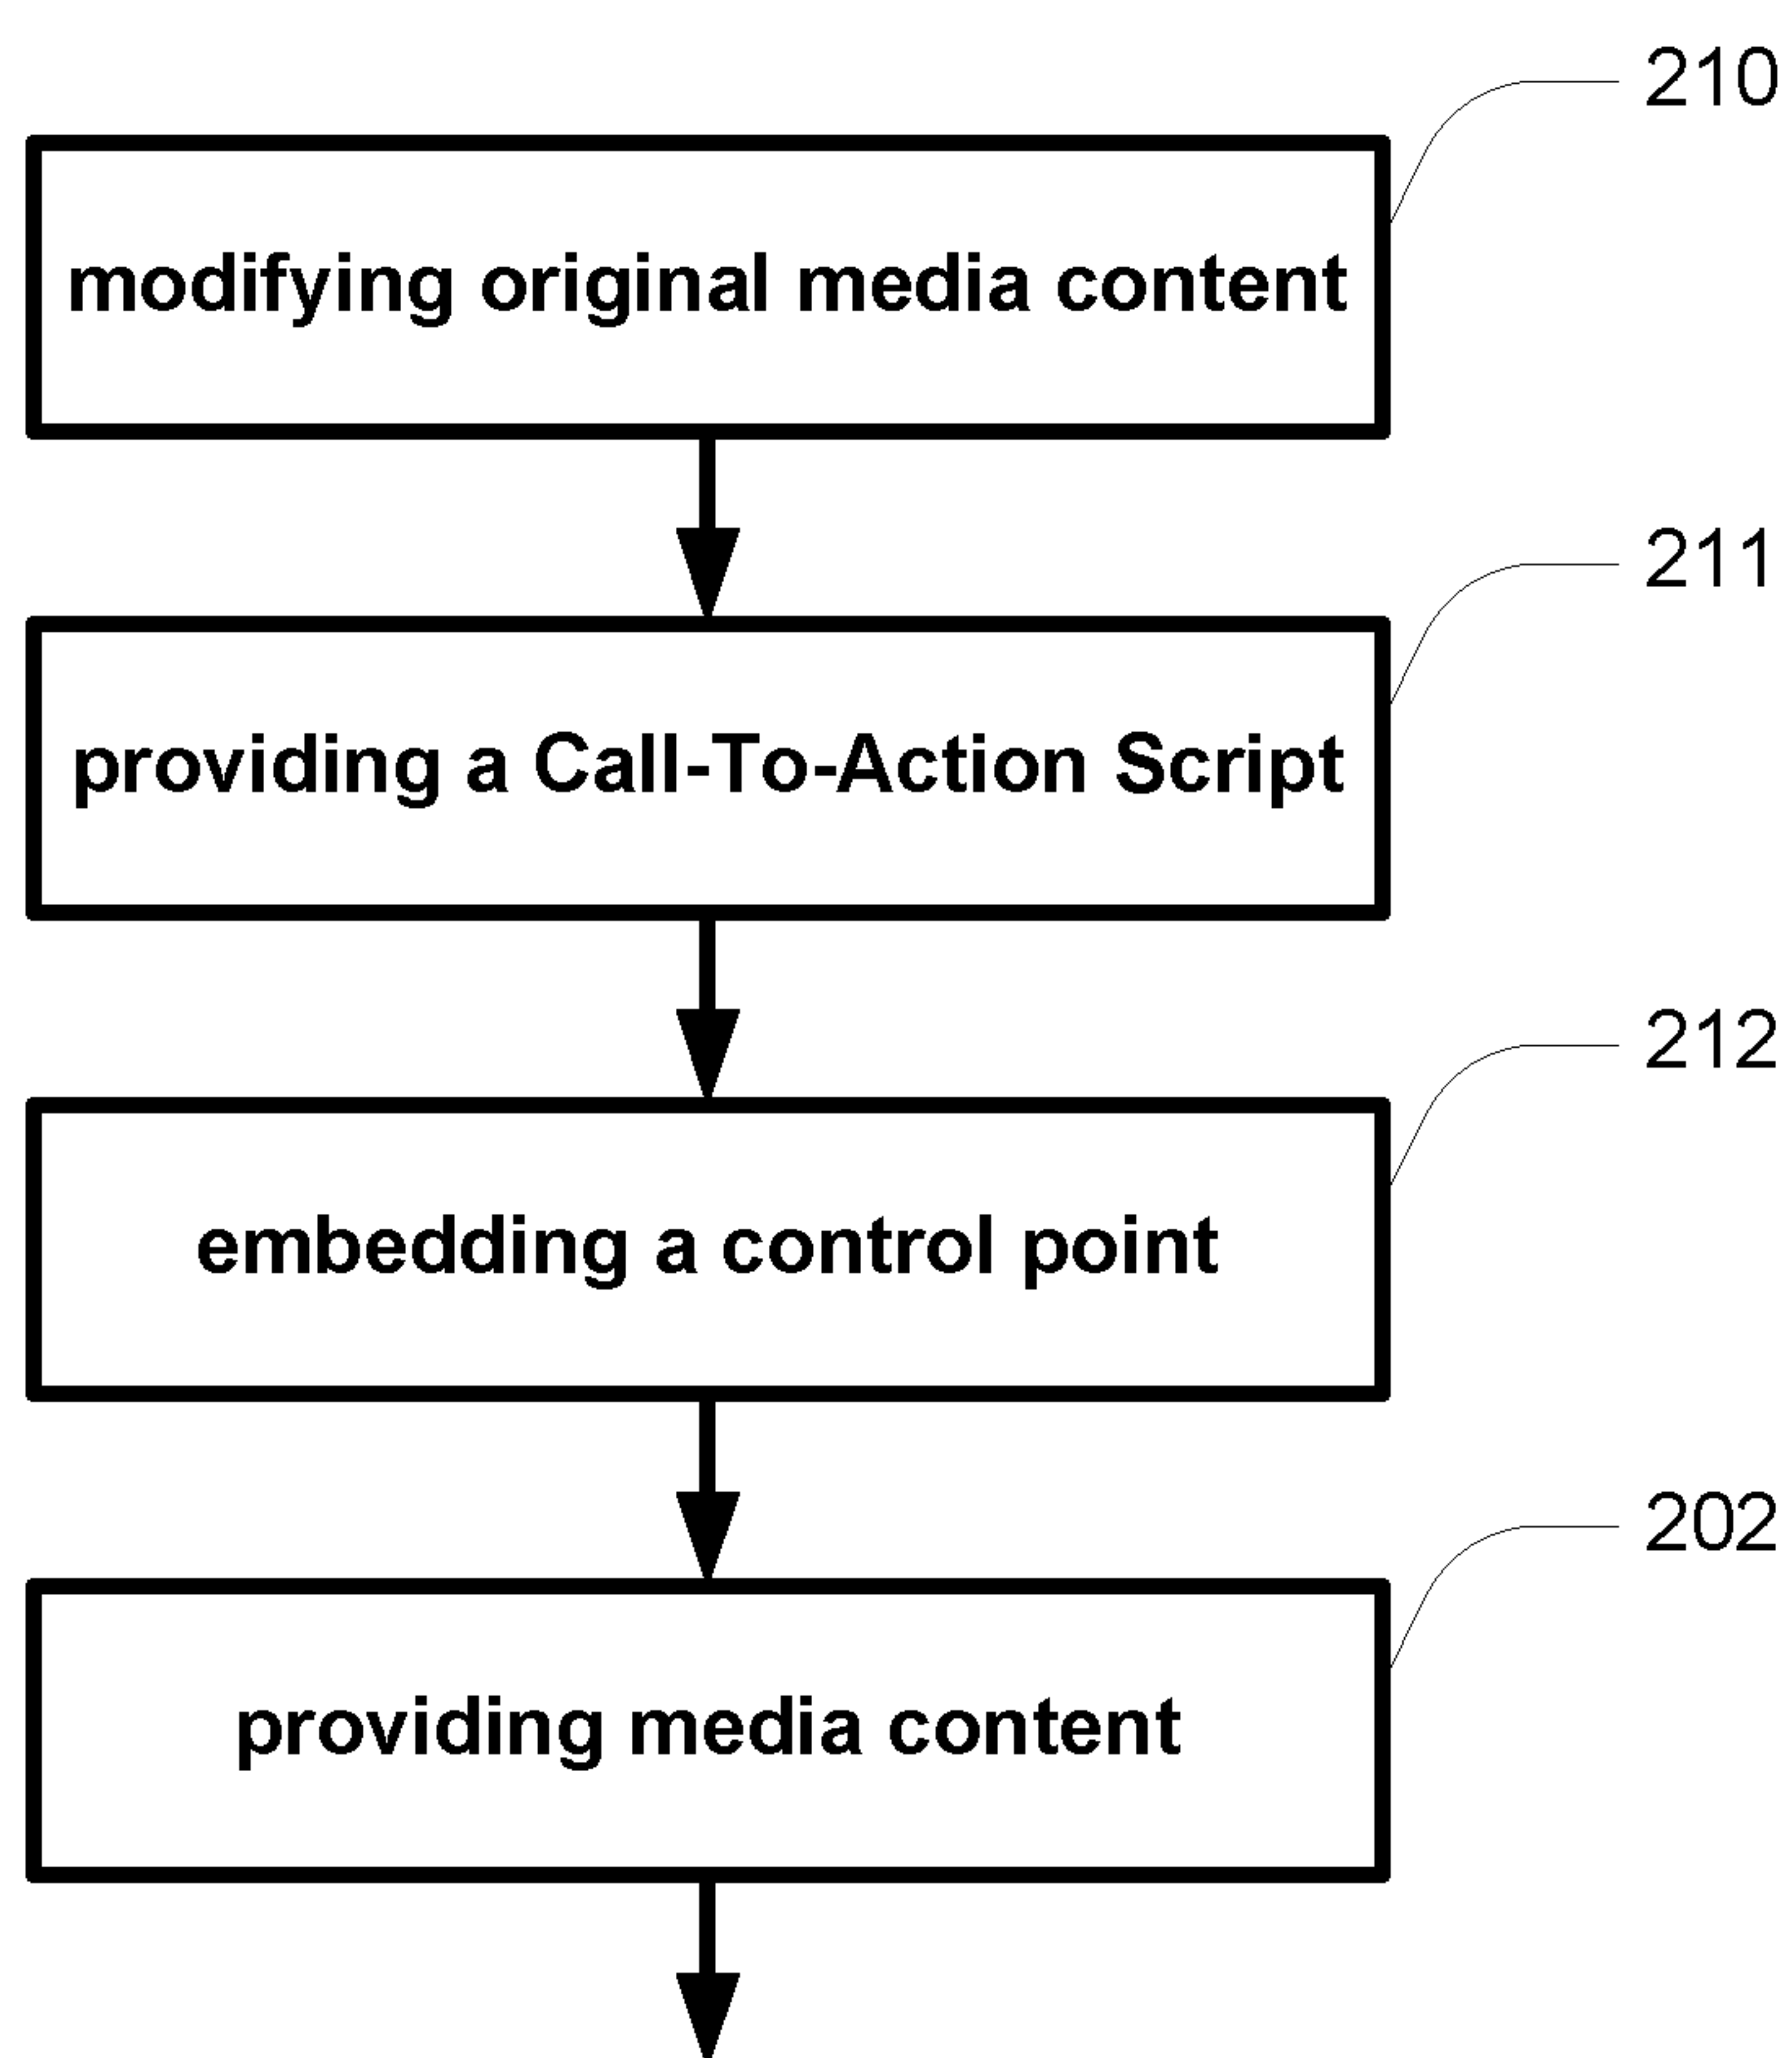 210
modifying original media content
211
providing a Call-To-Action Script
212
embedding a control point
202
providing media content